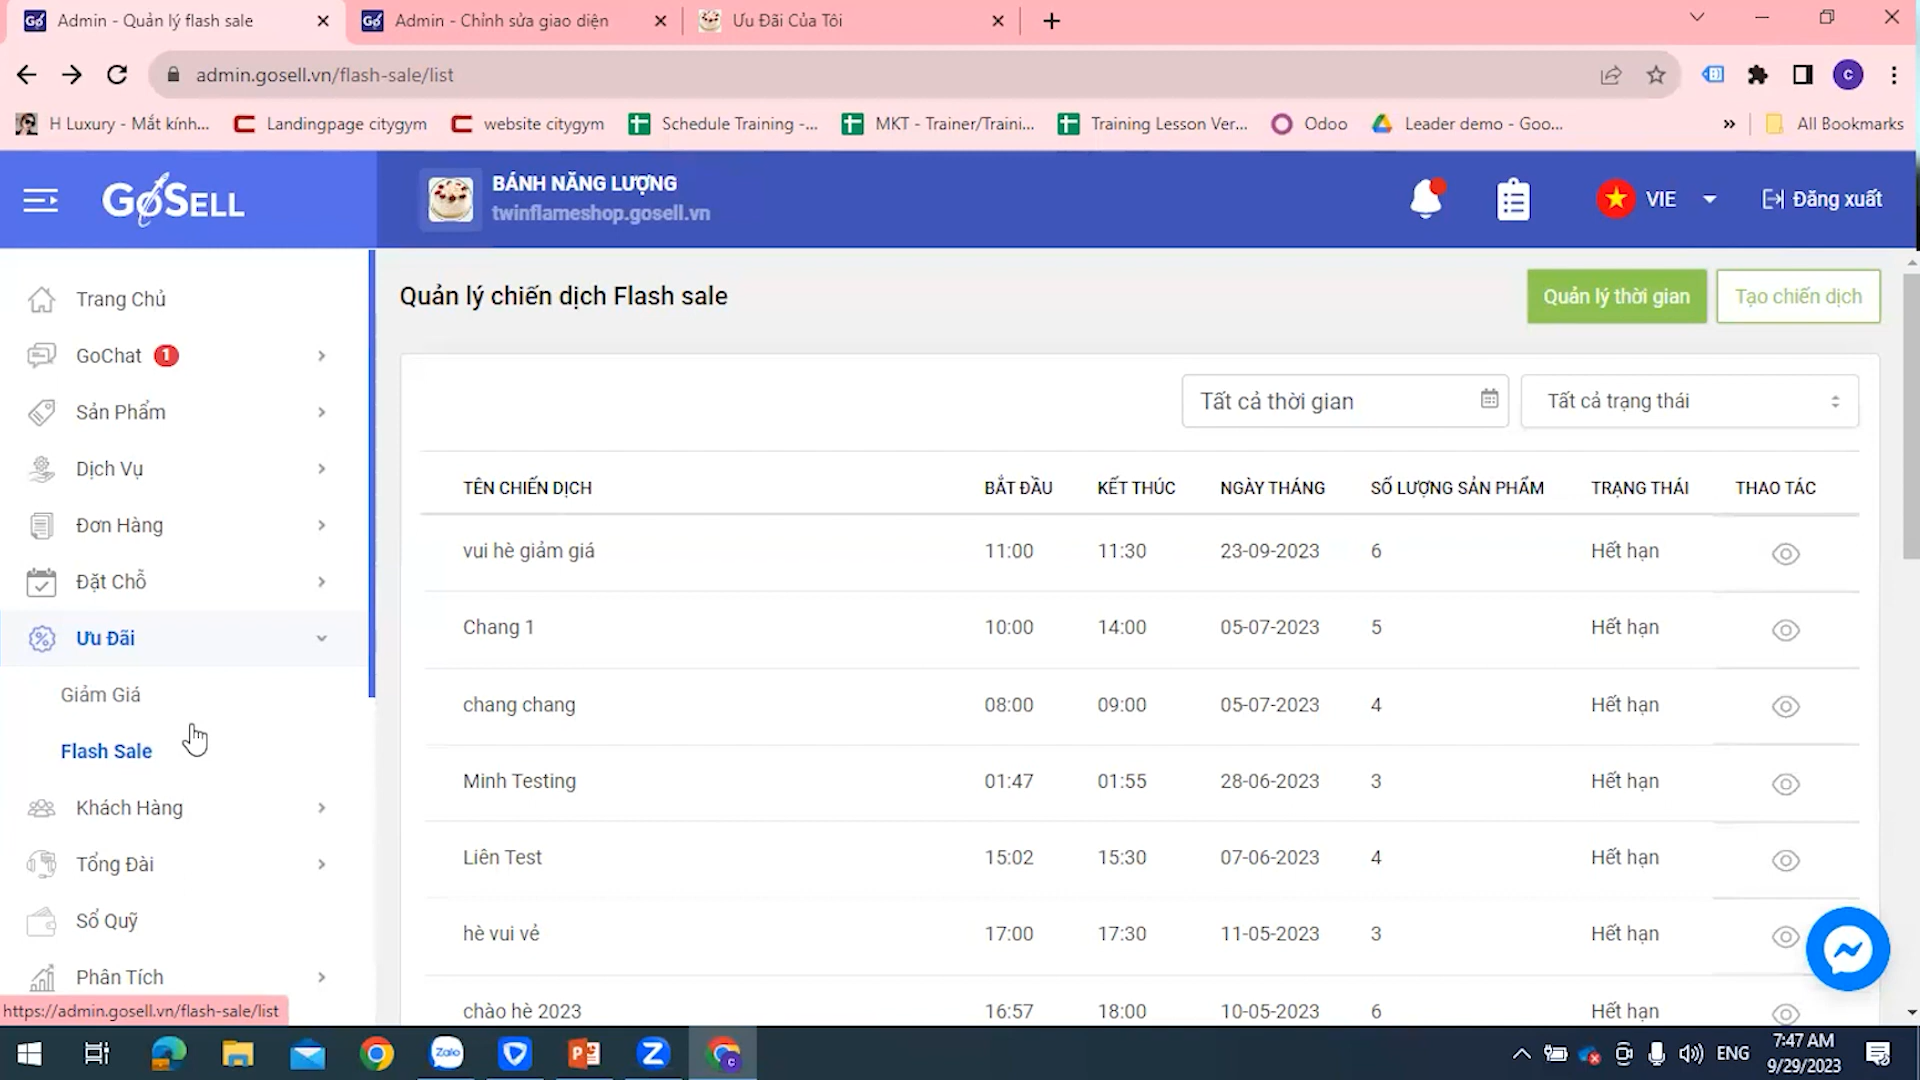 Admin - Quản lý flash sale
Admin - Chỉnh sửa giao diện
Ưu Đãi Của Tôi
admin.gosell.vn/flash-sale/list
C
H Luxury - Mắt kính...
Landingpage citygym
website citygym
Schedule Training -...
MKT - Trainer/Traini...
Training Lesson Ver...
Odoo
Leader demo - Goo...
»
All Bookmarks
GoSELL
BÁNH NĂNG LƯỢNG
twinflameshop.gosell.vn
VIE
Đăng xuất
Trang Chủ
GoChat 1
Sản Phẩm
Dịch Vụ
Đơn Hàng
Đặt Chỗ
Ưu Đãi
Giảm Giá
Flash Sale
Khách Hàng
Tổng Đài
Sổ Quỹ
Phân Tích
https://admin.gosell.vn/flash-sale/list
Quản lý chiến dịch Flash sale
Quản lý thời gian
Tạo chiến dịch
Tất cả thời gian
Tất cả trạng thái
TÊN CHIẾN DỊCH BẮT ĐẦU KẾT THÚC NGÀY THÁNG SỐ LƯỢNG SẢN PHẨM TRẠNG THÁI THAO TÁC
vui hè giảm giá 11:00 11:30 23-09-2023 6 Hết hạn
Chang 1 10:00 14:00 05-07-2023 5 Hết hạn
chang chang 08:00 09:00 05-07-2023 4 Hết hạn
Minh Testing 01:47 01:55 28-06-2023 3 Hết hạn
Liên Test 15:02 15:30 07-06-2023 4 Hết hạn
hè vui vẻ 17:00 17:30 11-05-2023 3 Hết hạn
chào hè 2023 16:57 18:00 10-05-2023 6 Hết hạn
Zalo
ENG
7:47 AM
9/29/2023